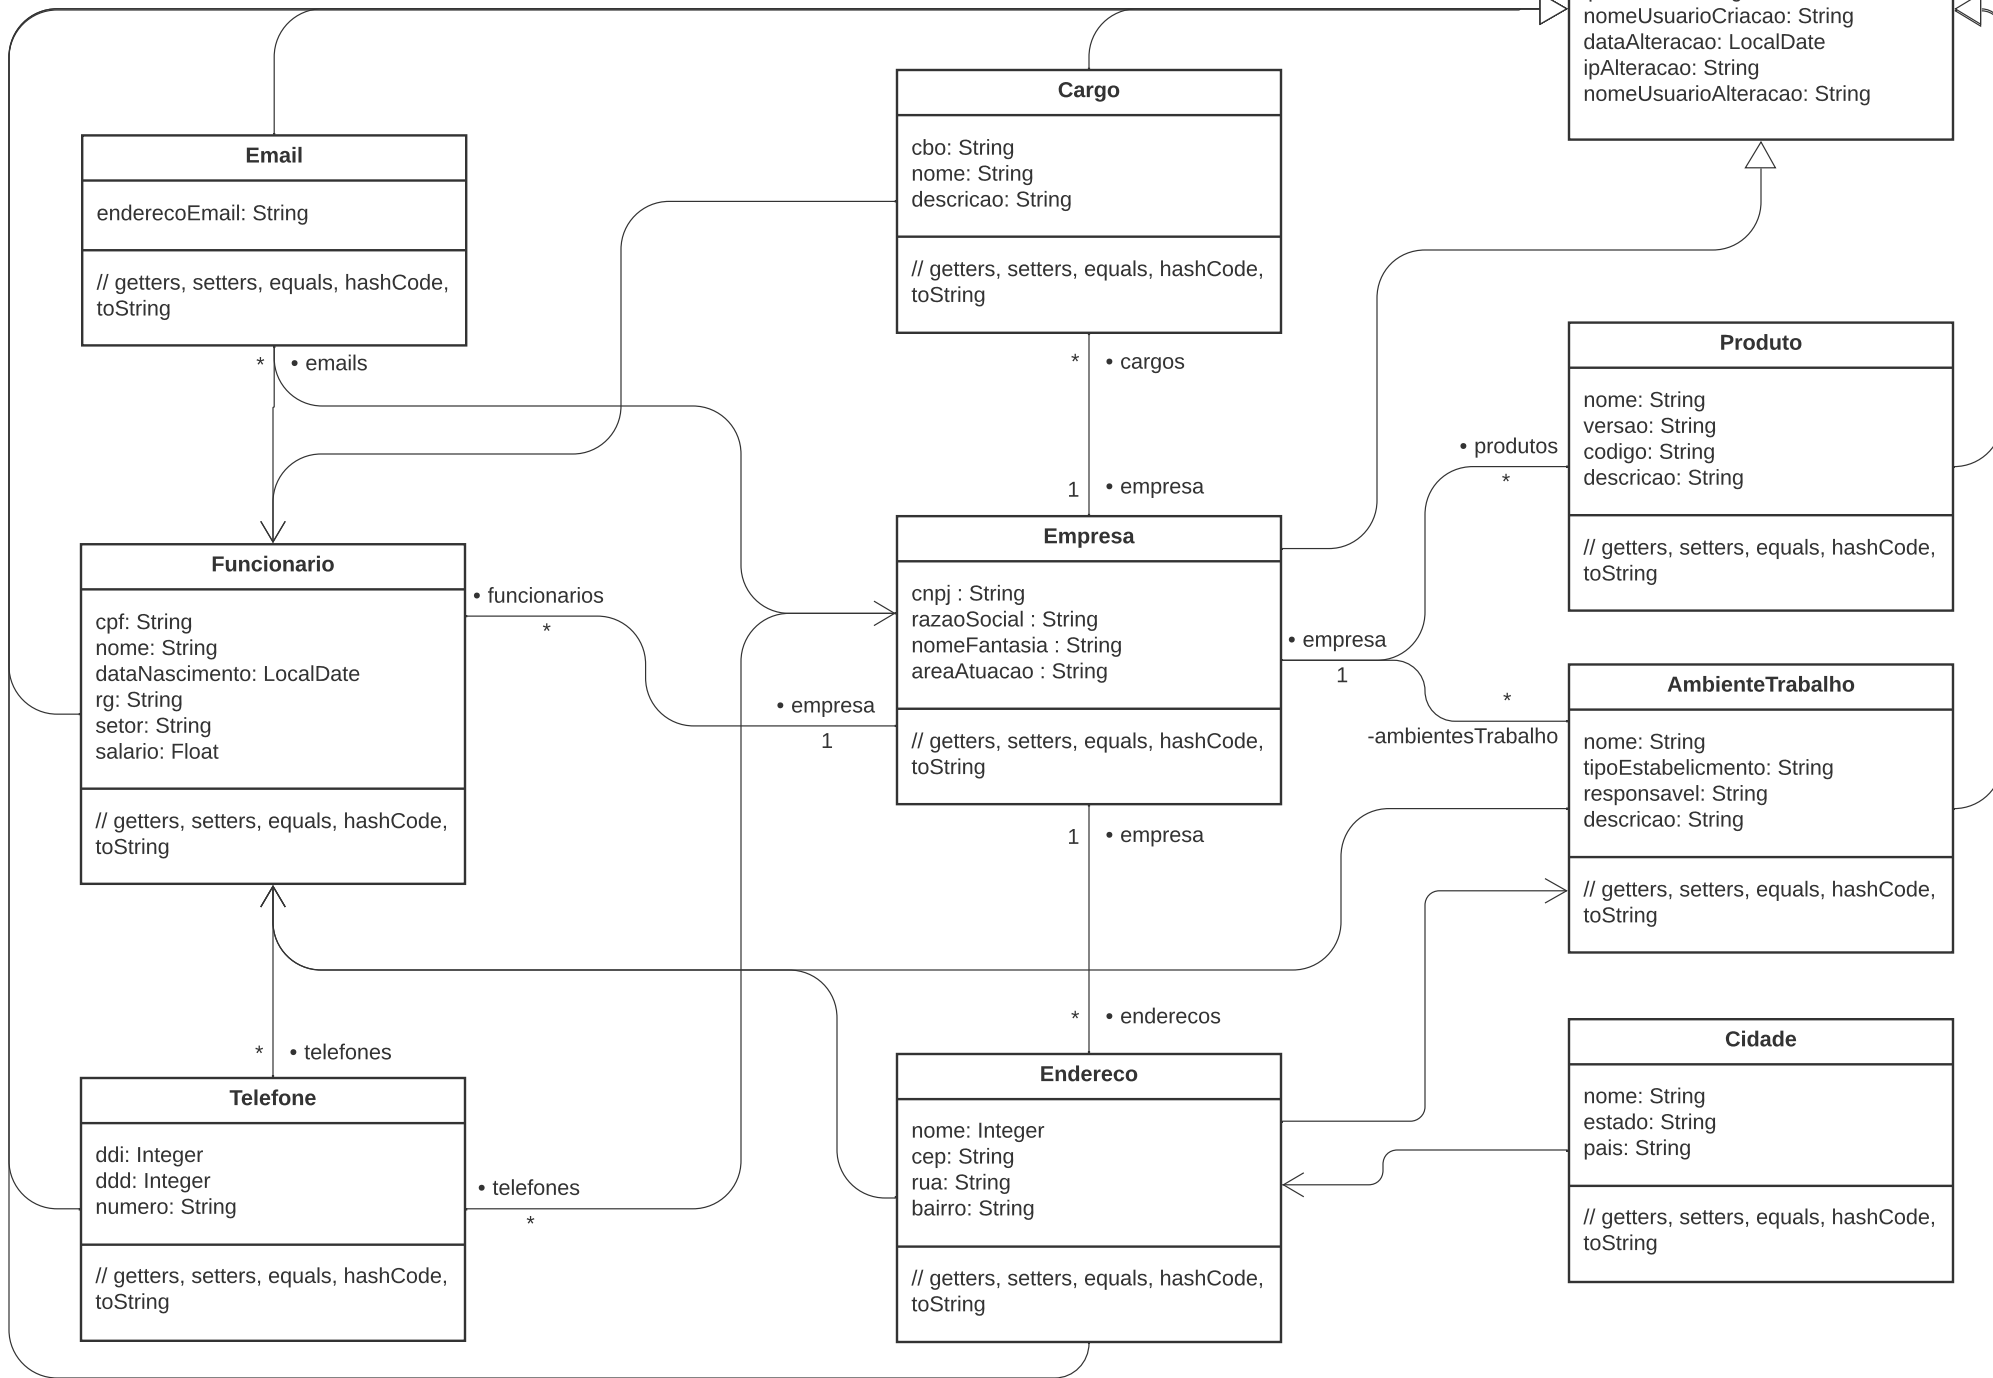 nomeUsuarioCriacao: String
dataAlteracao: LocalDate
ipAlteracao: String
nomeUsuarioAlteracao: String
Cargo
cbo: String
nome: String
descricao: String
// getters, setters, equals, hashCode,
toString
Email
enderecoEmail: String
// getters, setters, equals, hashCode,
toString
* • emails
* • cargos
1 • empresa
Produto
nome: String
versao: String
codigo: String
descricao: String
// getters, setters, equals, hashCode,
toString
• produtos
*
Funcionario
cpf: String
nome: String
dataNascimento: LocalDate
rg: String
setor: String
salario: Float
// getters, setters, equals, hashCode,
toString
• funcionarios
*
• empresa
1
Empresa
cnpj : String
razaoSocial : String
nomeFantasia : String
areaAtuacao : String
// getters, setters, equals, hashCode,
toString
• empresa
1
*
-ambientesTrabalho
AmbienteTrabalho
nome: String
tipoEstabelicmento: String
responsavel: String
descricao: String
// getters, setters, equals, hashCode,
toString
1 • empresa
* • enderecos
* • telefones
Telefone
ddi: Integer
ddd: Integer
numero: String
// getters, setters, equals, hashCode,
toString
• telefones
*
Endereco
nome: Integer
cep: String
rua: String
bairro: String
// getters, setters, equals, hashCode,
toString
Cidade
nome: String
estado: String
pais: String
// getters, setters, equals, hashCode,
toString